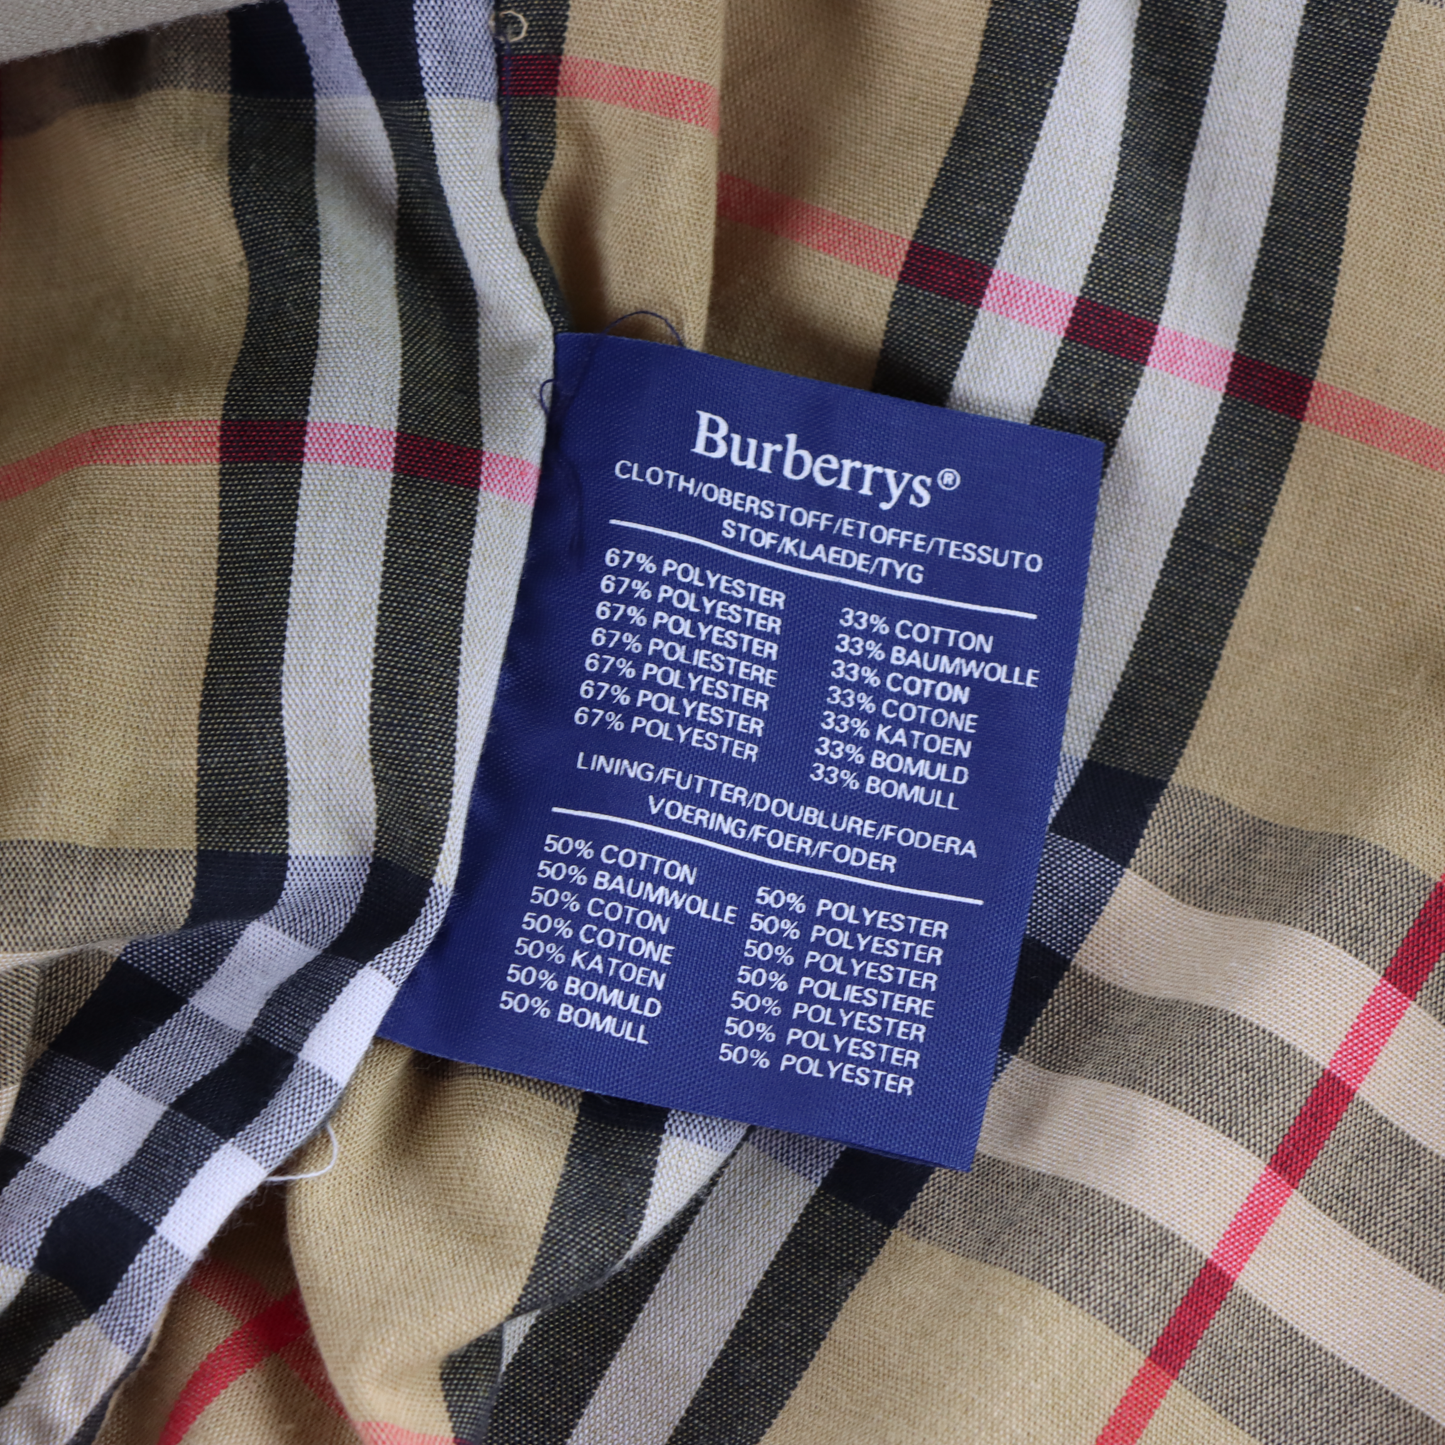 Burberrys®
CLOTH/OBERSTOFF/ETOFFE/TESSUTO
STOF/KLAEDE/TYG
67% POLYESTER 33% COTTON
67% POLYESTER 33% BAUMWOLLE
67% POLYESTER 33% COTON
67% POLIESTERE 33% COTONE
67% POLYESTER 33% KATOEN
67% POLYESTER 33% BOMULD
67% POLYESTER 33% BOMULL
LINING/FUTTER/DOUBLURE/FODERA
VOERING/FOER/FODER
50% COTTON 50% POLYESTER
50% BAUMWOLLE 50% POLYESTER
50% COTON 50% POLYESTER
50% COTONE 50% POLIESTERE
50% KATOEN 50% POLYESTER
50% BOMULD 50% POLYESTER
50% BOMULL 50% POLYESTER